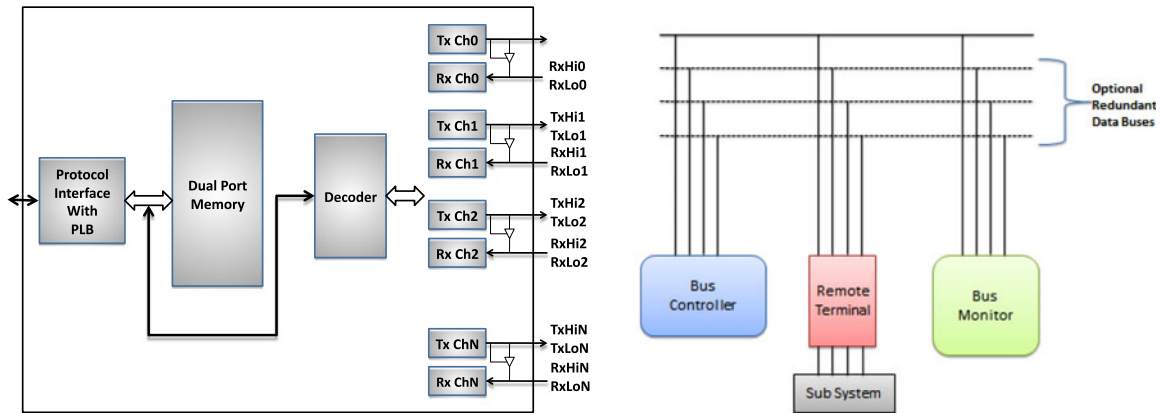 Tx Ch0
Rx Ch0
RxHi0
RxLo0
Tx Ch1
TxHi1
TxLo1
Rx Ch1
RxHi1
RxLo1
Protocol
Interface
With
PLB
Dual Port
Memory
Decoder
Tx Ch2
TxHi2
TxLo2
Rx Ch2
RxHi2
RxLo2
Tx ChN
TxHiN
TxLoN
Rx ChN
RxHiN
RxLoN
Optional
Redundant
Data Buses
Bus
Controller
Remote
Terminal
Bus
Monitor
Sub System